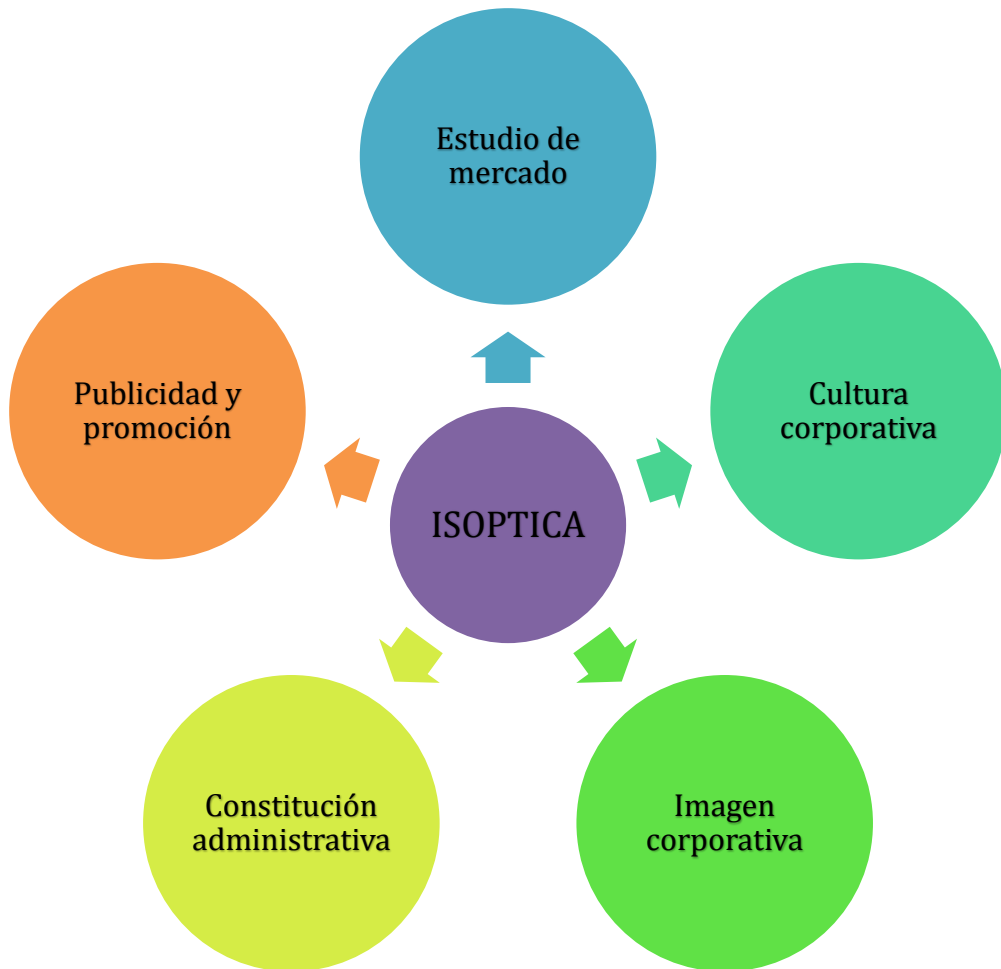 Estudio de
mercado
Publicidad y
promoción
Cultura
corporativa
ISOPTICA
Constitución
administrativa
Imagen
corporativa